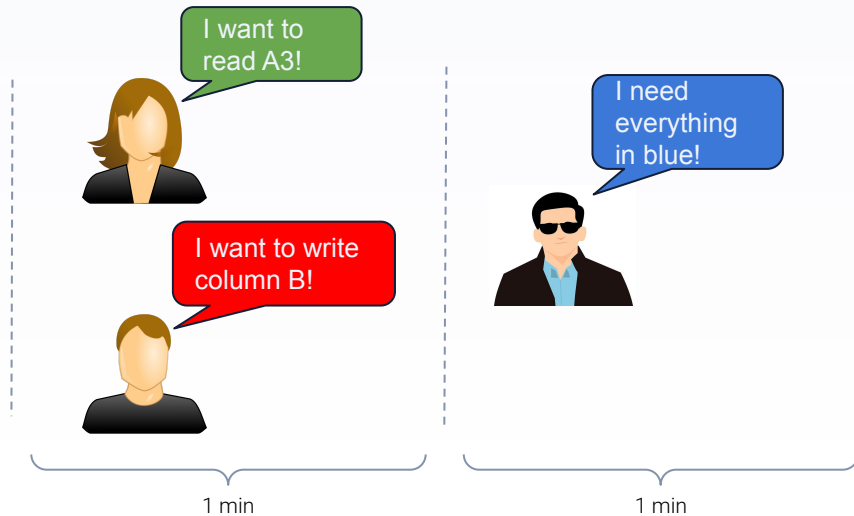 I want to
read A3!
I need
everything
in blue!
I want to write
column B!
1 min
1 min